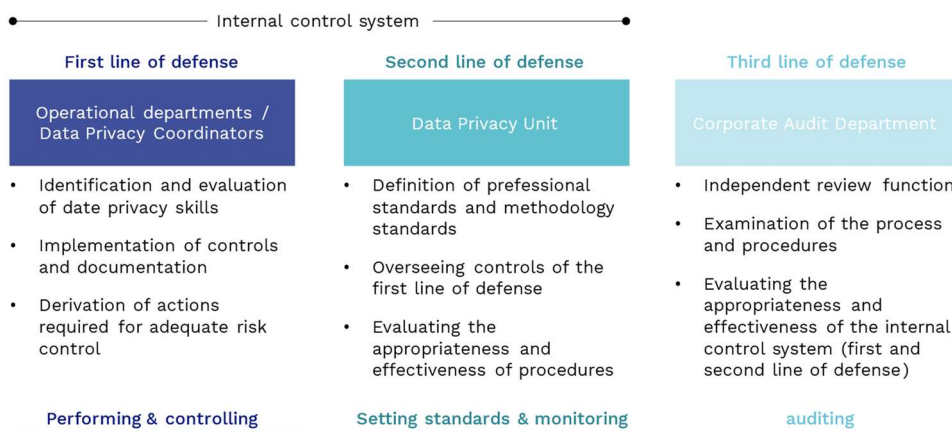 Internal control system
First line of defense
Operational departments /
Data Privacy Coordinators
• Identification and evaluation
of date privacy skills
• Implementation of controls
and documentation
• Derivation of actions
required for adequate risk
control
Performing & controlling
Second line of defense
Data Privacy Unit
• Definition of prefessional
standards and methodology
standards
• Overseeing controls of the
first line of defense
• Evaluating the
appropriateness and
effectiveness of procedures
Setting standards & monitoring
Third line of defense
Corporate Audit Department
• Independent review function
• Examination of the process
and procedures
• Evaluating the
appropriateness and
effectiveness of the internal
control system (first and
second line of defense)
auditing